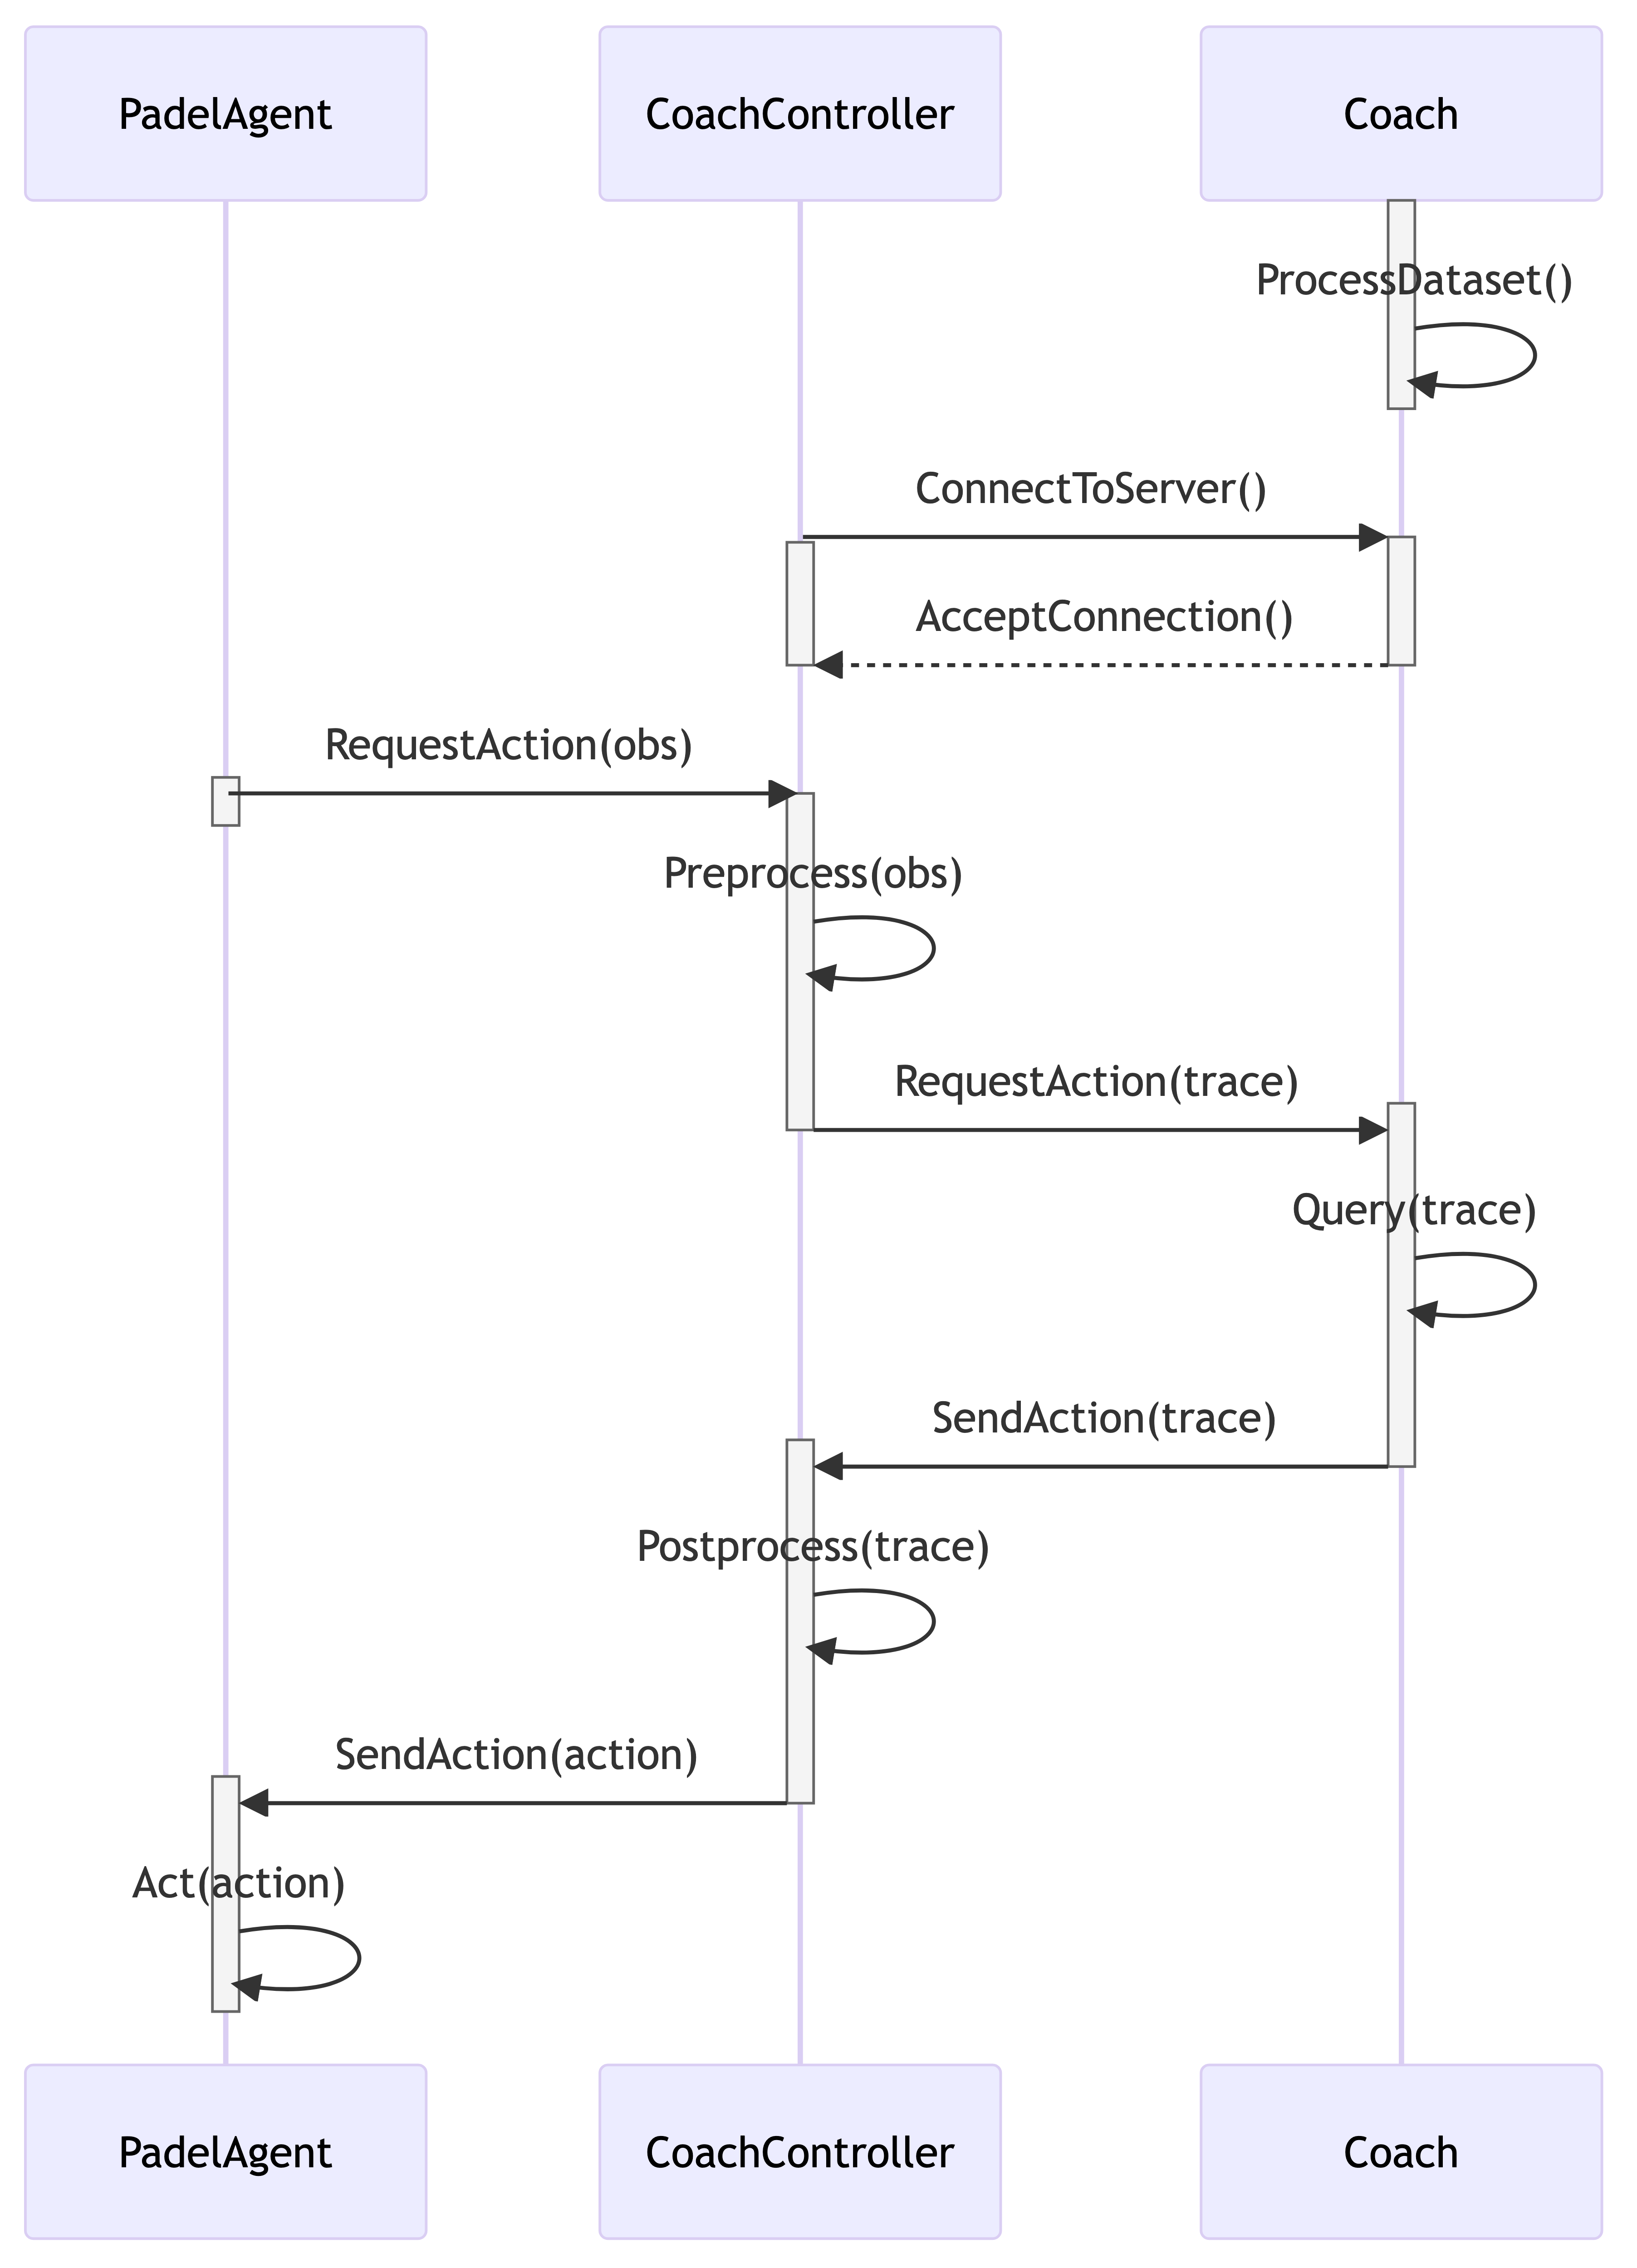 PadelAgent
CoachController
Coach
ProcessDataset()
ConnectToServer()
AcceptConnection()
RequestAction(obs)
Preprocess(obs)
RequestAction(trace)
Query(trace)
SendAction(trace)
Postprocess(trace)
SendAction(action)
Act(action)
PadelAgent
CoachController
Coach